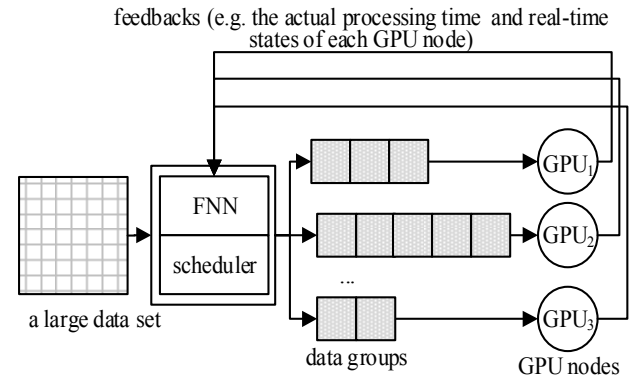 feedbacks (e.g. the actual processing time and real-time
states of each GPU node)
FNN
scheduler
a large data set
GPU1
GPU2
...
GPU3
data groups
GPU nodes